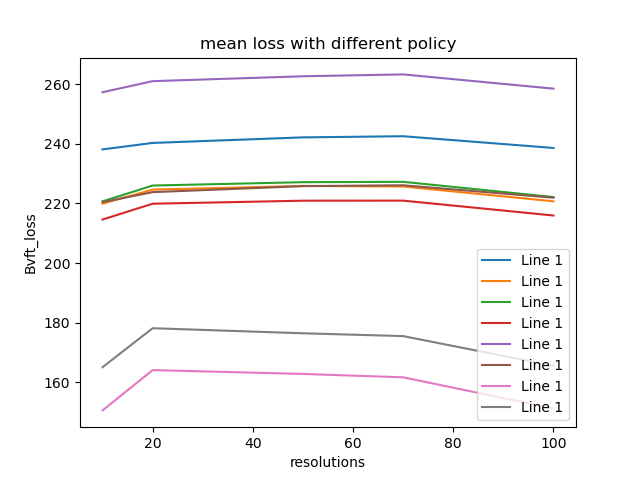 mean loss with different policy
Bvft_loss
260
240
220
200
180
160
Line 1
Line 1
Line 1
Line 1
Line 1
Line 1
Line 1
Line 1
20
40
60
80
100
resolutions